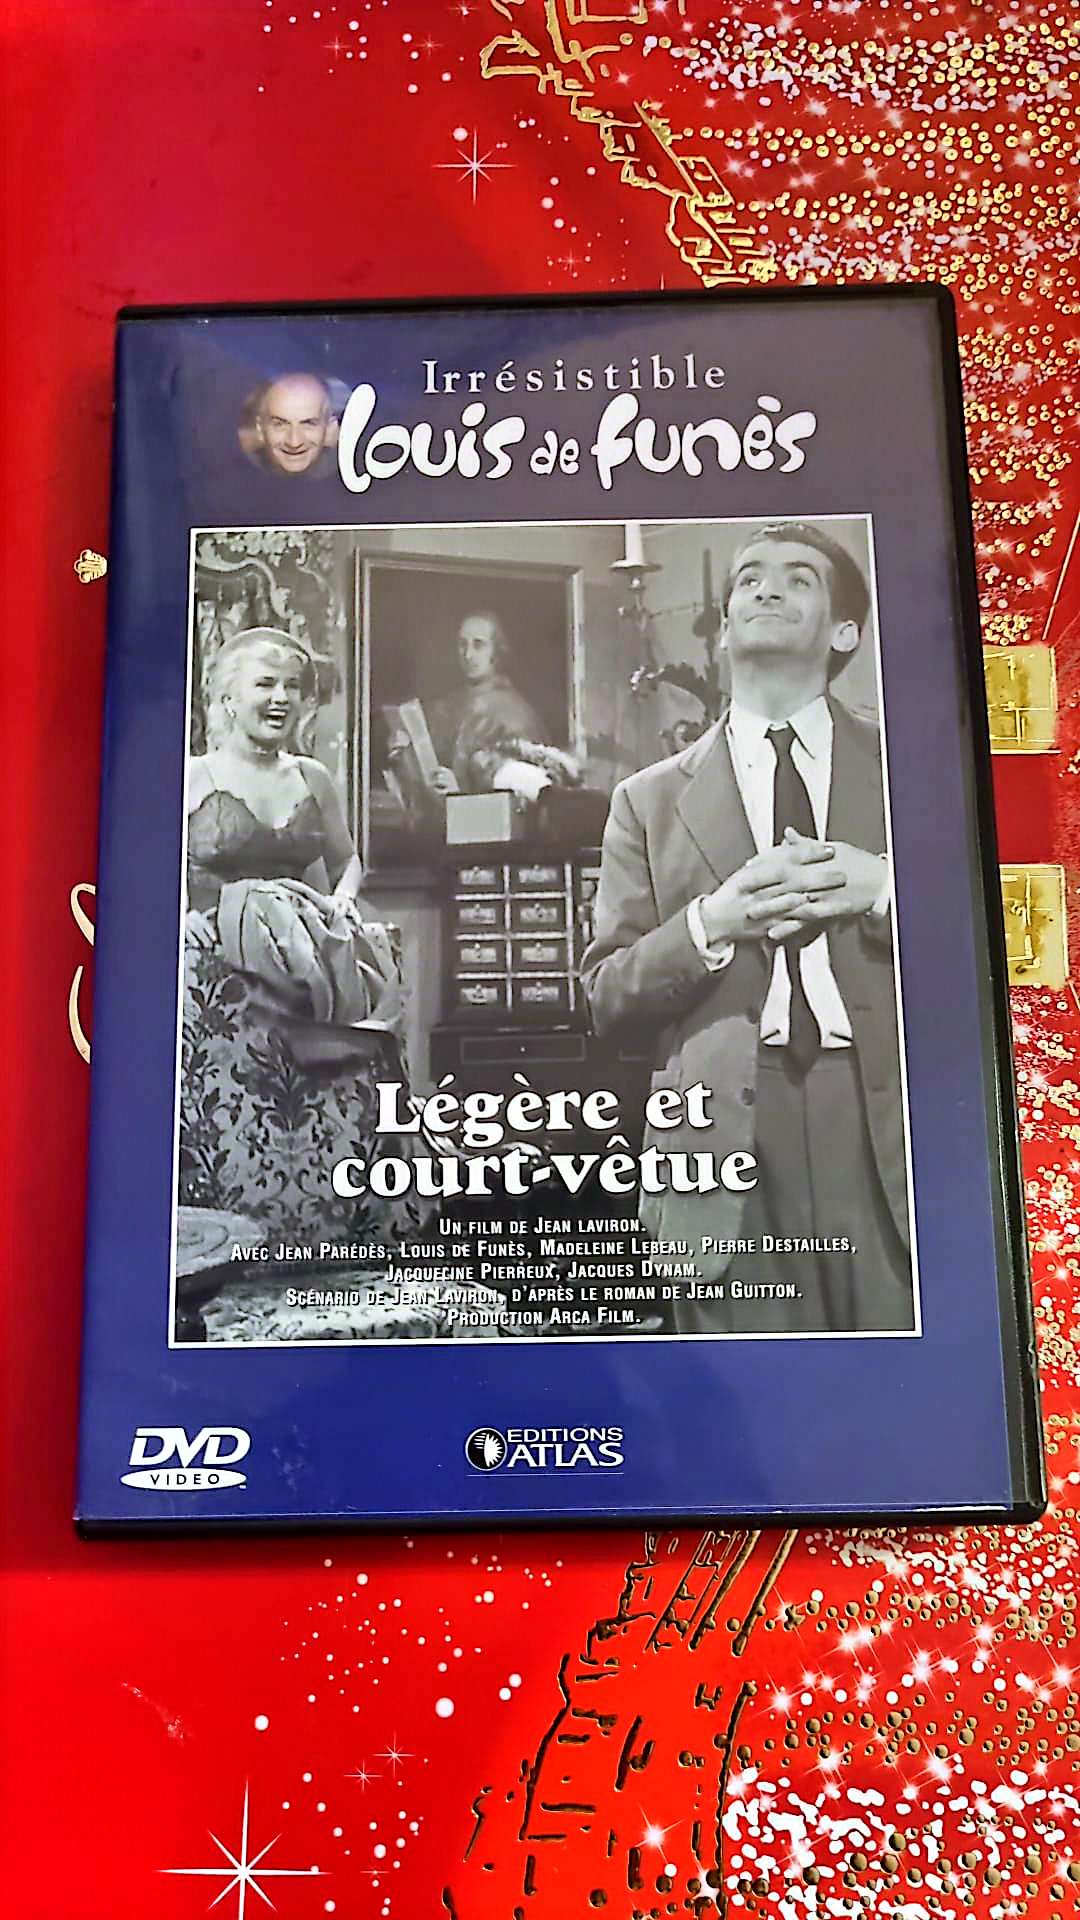 Irrésistible
Louis de Funès
Légère et
court-vêtue
Un film de Jean Laviron.
Avec Jean Parédès, Louis de Funès, Madeleine Lebeau, Pierre Destailles,
Jacqueline Pierreux, Jacques Dynam.
Scénario de Jean Laviron, d'après le roman de Jean Guitton.
Production Arca Film.
DVD
VIDEO
EDITIONS
ATLAS